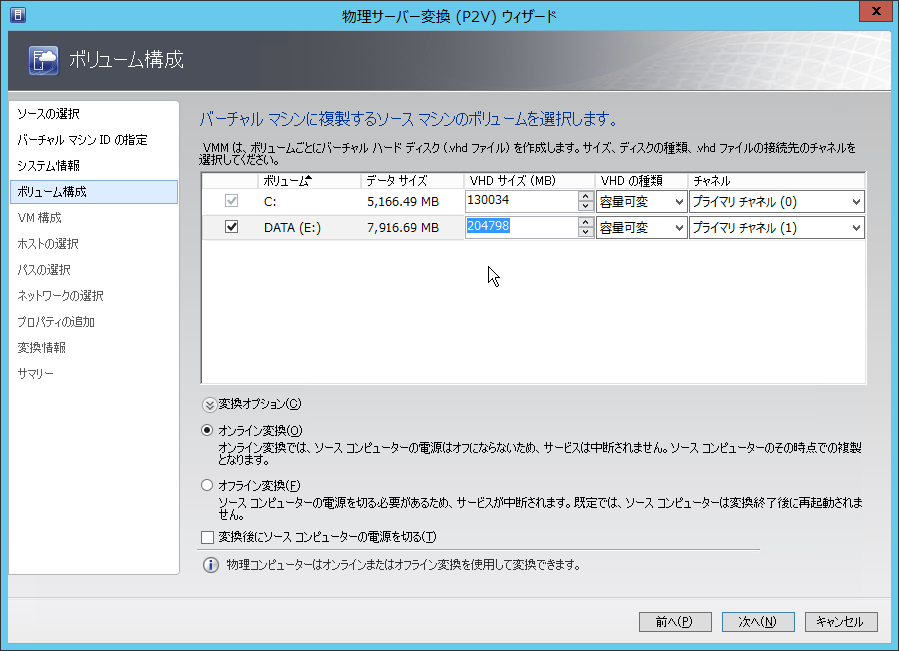 物理サーバー変換 (P2V) ウィザード
x
ボリューム構成
ソースの選択
バーチャル マシン ID の指定
システム情報
ボリューム構成
VM 構成
ホストの選択
パスの選択
ネットワークの選択
プロパティの追加
変換情報
サマリー
バーチャル マシンに複製するソース マシンのボリュームを選択します。
VMM は、ボリュームごとにバーチャル ハード ディスク (.vhd ファイル) を作成します。サイズ、ディスクの種類、.vhd ファイルの接続先のチャネルを
選択してください。
ボリューム データ サイズ VHD サイズ (MB) VHD の種類 チャネル
C: 5,166.49 MB 130034 容量可変 プライマリ チャネル (0)
DATA (E:) 7,916.69 MB 204798 容量可変 プライマリ チャネル (1)
変換オプション(C)
オンライン変換(O)
オンライン変換では、ソース コンピューターの電源はオフにならないため、サービスは中断されません。ソース コンピューターのその時点での複製
となります。
オフライン変換(F)
ソース コンピューターの電源を切る必要があるため、サービスが中断されます。既定では、ソース コンピューターは変換終了後に再起動されま
せん。
変換後にソース コンピューターの電源を切る(T)
物理コンピューターはオンラインまたはオフライン変換を使用して変換できます。
前へ(P) 次へ(N) キャンセル